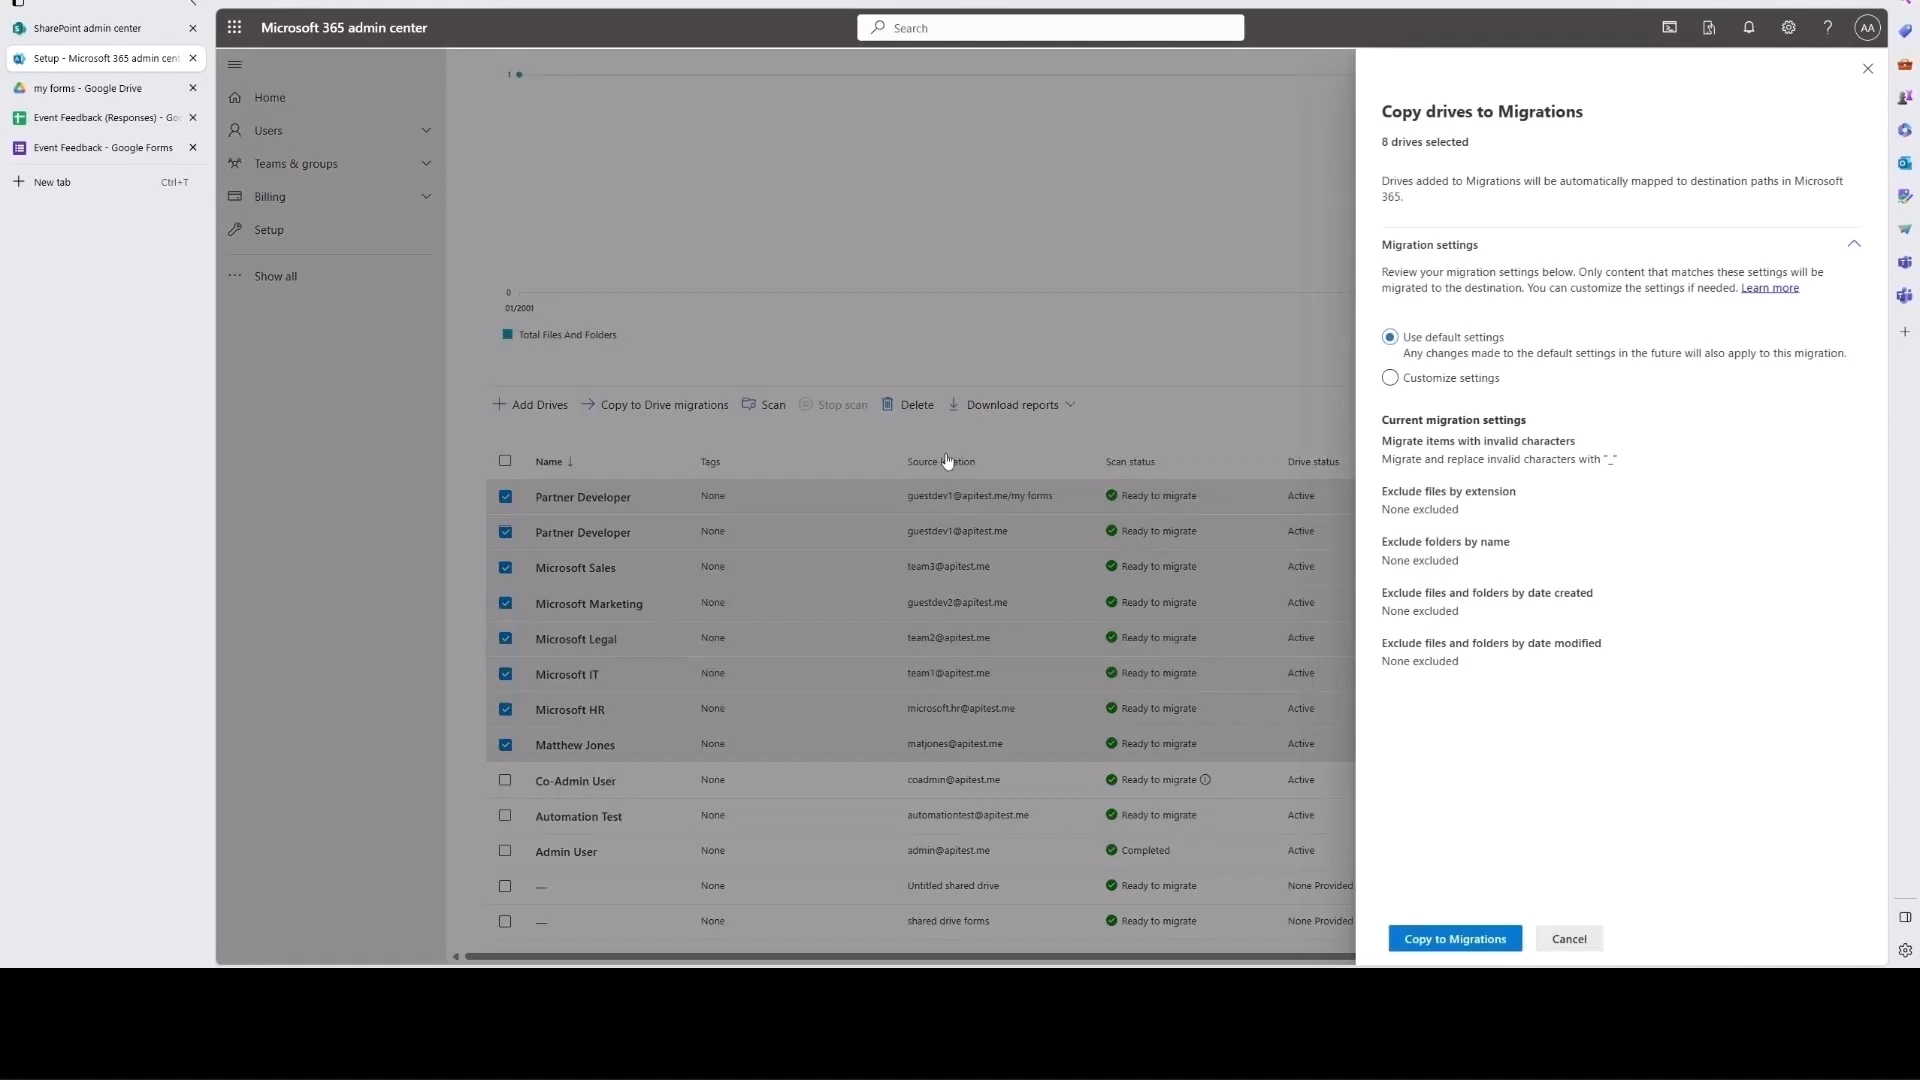 SharePoint admin center
Setup - Microsoft 365 admin cent
my forms - Google Drive
Event Feedback (Responses) - Go
Event Feedback - Google Forms
New tab
Ctrl+T
Microsoft 365 admin center
Search
AA
Home
Users
Teams & groups
Billing
Setup
Show all
1
0
01/2001
Total Files And Folders
Add Drives
Copy to Drive migrations
Scan
Stop scan
Delete
Download reports
Name
Tags
Source
Scan status
Drive status
Partner Developer None guestdev1@apitest.me/my forms Ready to migrate Active
Partner Developer None guestdev1@apitest.me Ready to migrate Active
Microsoft Sales None team3@apitest.me Ready to migrate Active
Microsoft Marketing None guestdev2@apitest.me Ready to migrate Active
Microsoft Legal None team2@apitest.me Ready to migrate Active
Microsoft IT None team1@apitest.me Ready to migrate Active
Microsoft HR None microsoft.hr@apitest.me Ready to migrate Active
Matthew Jones None matjones@apitest.me Ready to migrate Active
Co-Admin User None coadmin@apitest.me Ready to migrate Active
Automation Test None automationtest@apitest.me Ready to migrate Active
Admin User None admin@apitest.me Completed Active
— None Untitled shared drive Ready to migrate None Provided
— None shared drive forms Ready to migrate None Provided
Copy drives to Migrations
8 drives selected
Drives added to Migrations will be automatically mapped to destination paths in Microsoft
365.
Migration settings
Review your migration settings below. Only content that matches these settings will be
migrated to the destination. You can customize the settings if needed. Learn more
Use default settings
Any changes made to the default settings in the future will also apply to this migration.
Customize settings
Current migration settings
Migrate items with invalid characters
Migrate and replace invalid characters with "_"
Exclude files by extension
None excluded
Exclude folders by name
None excluded
Exclude files and folders by date created
None excluded
Exclude files and folders by date modified
None excluded
Copy to Migrations
Cancel